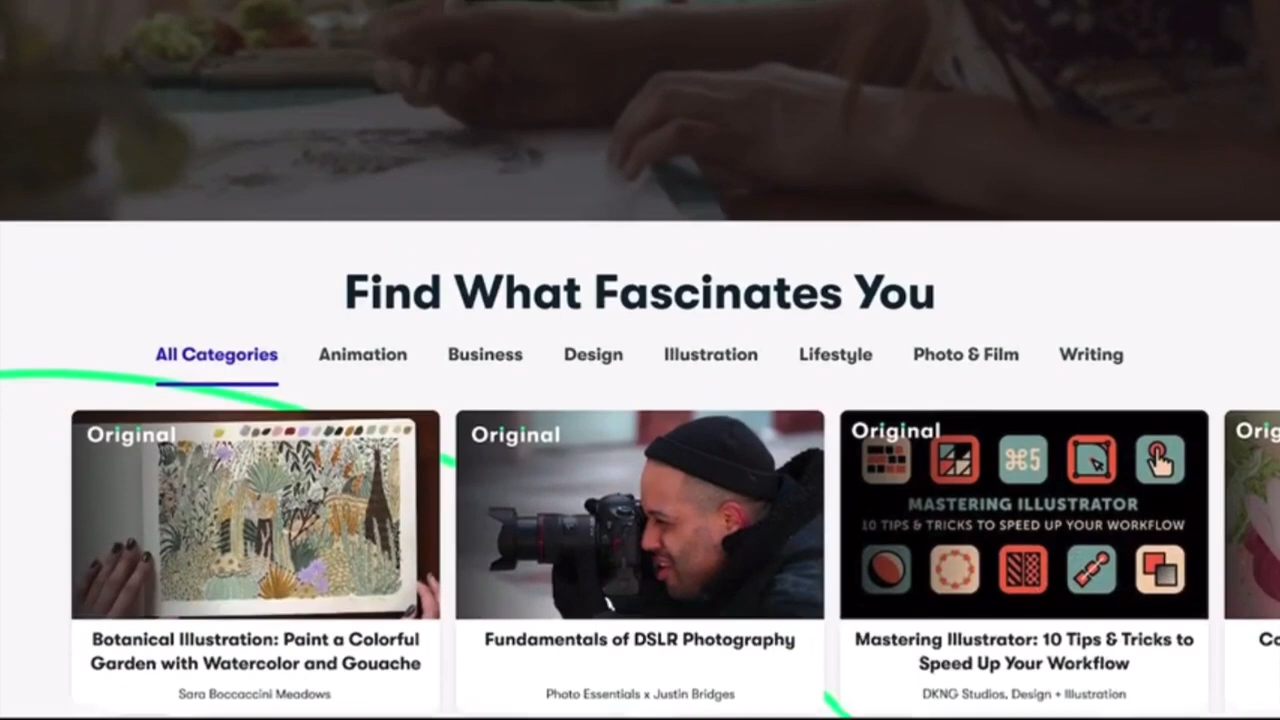 Find What Fascinates You
All Categories Animation Business Design Illustration Lifestyle Photo & Film Writing
Original
Original
Original
MASTERING ILLUSTRATOR
10 TIPS & TRICKS TO SPEED UP YOUR WORKFLOW
⌘5
Orig
Botanical Illustration: Paint a Colorful
Garden with Watercolor and Gouache
Sara Boccaccini Meadows
Fundamentals of DSLR Photography
Photo Essentials x Justin Bridges
Mastering Illustrator: 10 Tips & Tricks to
Speed Up Your Workflow
DKNG Studios, Design + Illustration